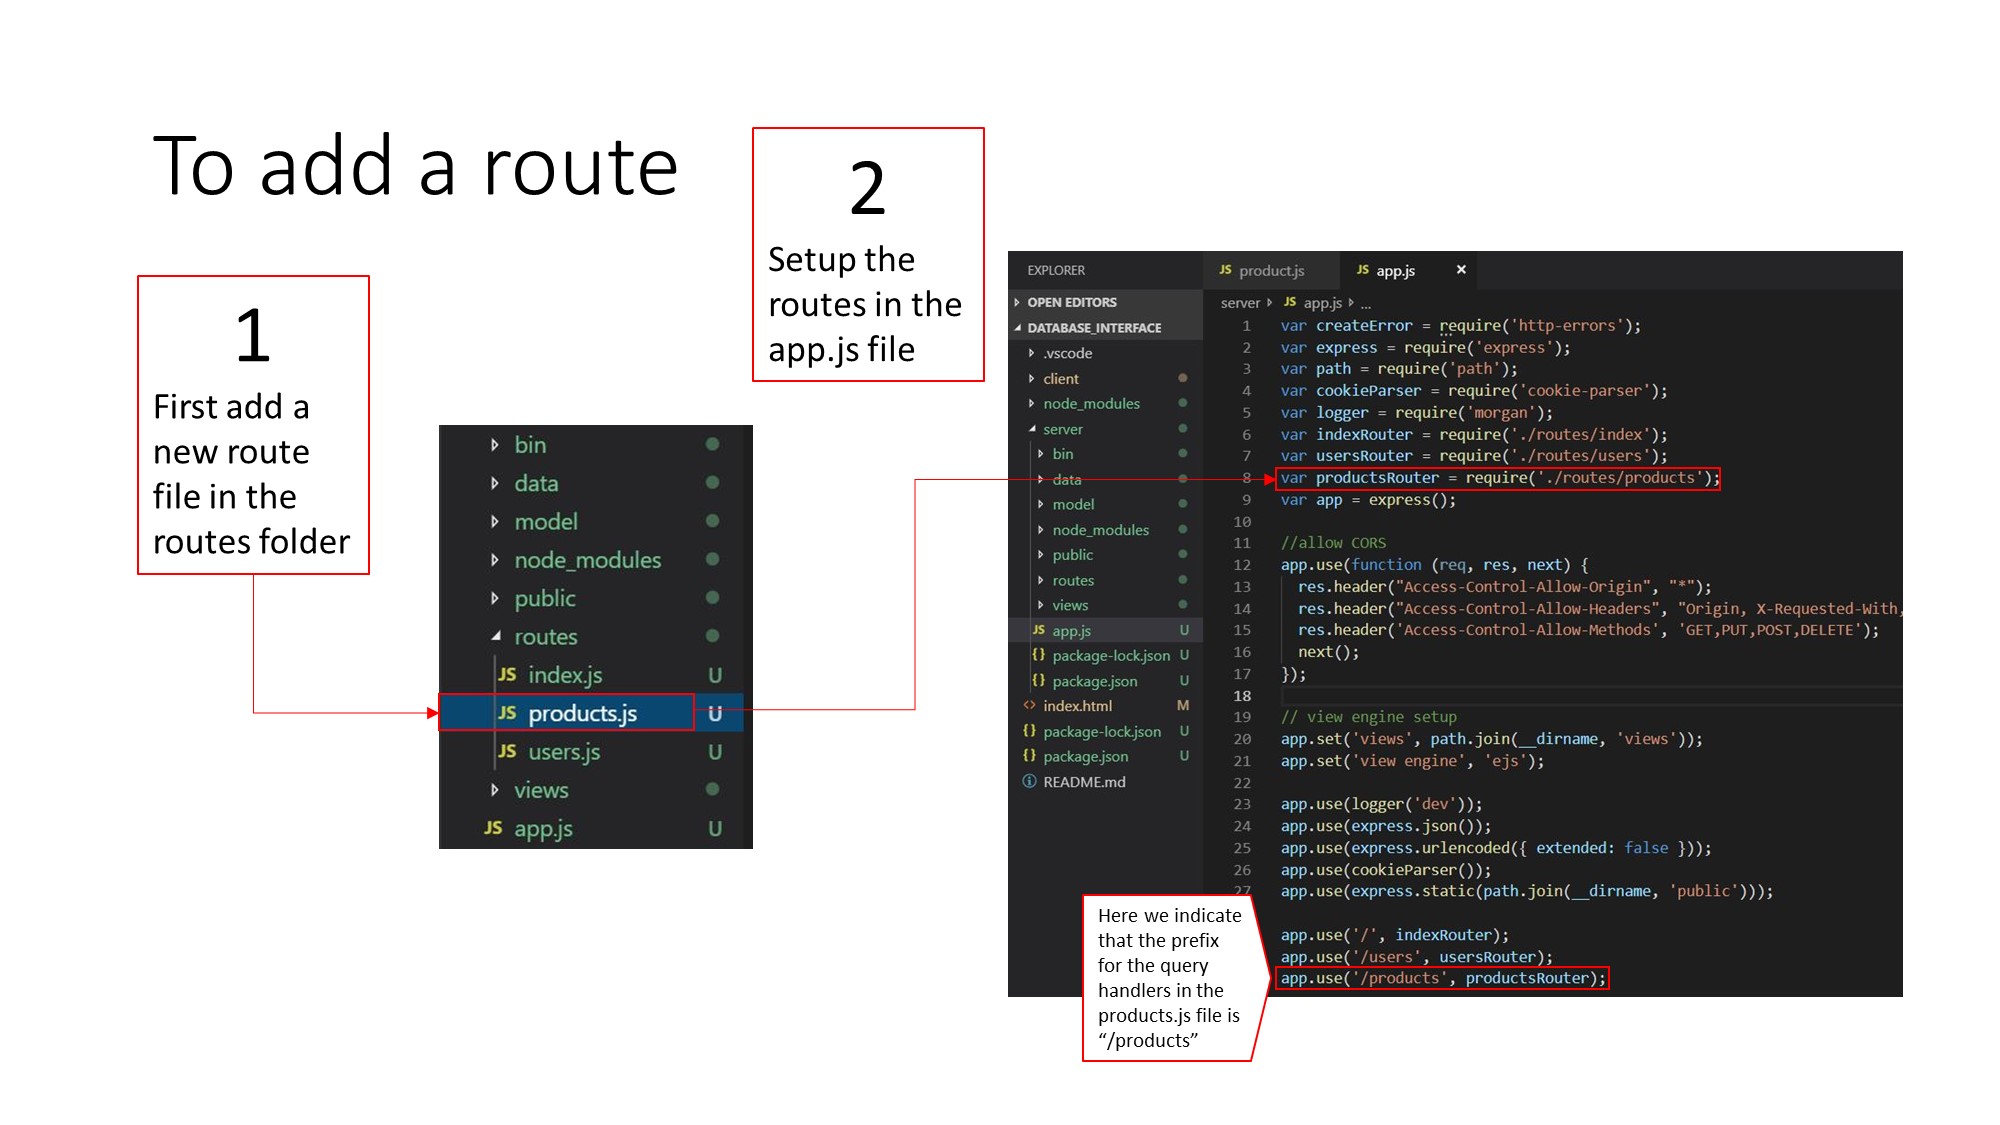 To add a route
1
First add a
new route
file in the
routes folder
2
Setup the
routes in the
app.js file
bin
data
model
node_modules
public
routes
JS index.js U
JS products.js U
JS users.js U
views
JS app.js U
EXPLORER
OPEN EDITORS
DATABASE_INTERFACE
.vscode
client
node_modules
server
bin
data
model
node_modules
public
routes
views
JS app.js U
{} package-lock.json U
{} package.json U
<> index.html M
{} package-lock.json U
{} package.json U
README.md
JS product.js JS app.js ×
server JS app.js ...
1 var createError = require('http-errors');
2 var express = require('express');
3 var path = require('path');
4 var cookieParser = require('cookie-parser');
5 var logger = require('morgan');
6 var indexRouter = require('./routes/index');
7 var usersRouter = require('./routes/users');
8 var productsRouter = require('./routes/products');
9 var app = express();
10
11 //allow CORS
12 app.use(function (req, res, next) {
13 res.header("Access-Control-Allow-Origin", "*");
14 res.header("Access-Control-Allow-Headers", "Origin, X-Requested-With,
15 res.header('Access-Control-Allow-Methods', 'GET,PUT,POST,DELETE');
16 next();
17 });
18
19 // view engine setup
20 app.set('views', path.join(__dirname, 'views'));
21 app.set('view engine', 'ejs');
22
23 app.use(logger('dev'));
24 app.use(express.json());
25 app.use(express.urlencoded({ extended: false }));
26 app.use(cookieParser());
27 app.use(express.static(path.join(__dirname, 'public')));
app.use('/', indexRouter);
app.use('/users', usersRouter);
app.use('/products', productsRouter);
Here we indicate
that the prefix
for the query
handlers in the
products.js file is
“/products”